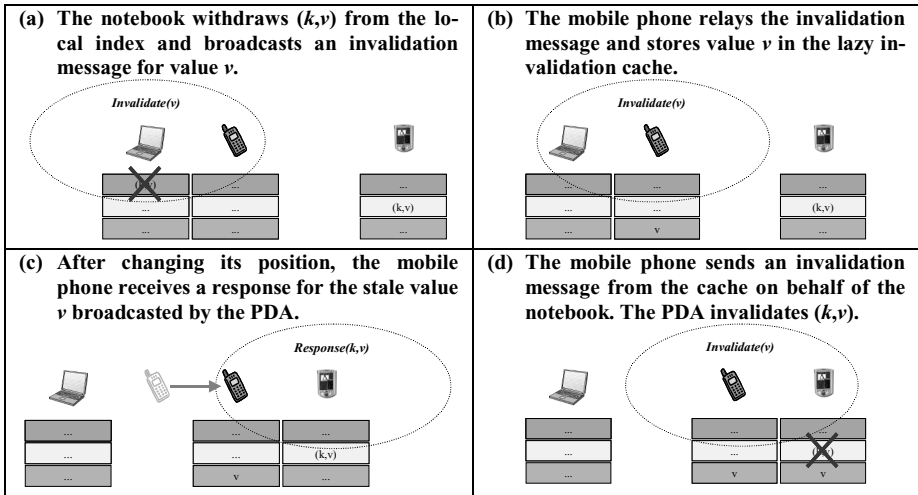 (a) The notebook withdraws (k,v) from the lo-
cal index and broadcasts an invalidation
message for value v.
Invalidate(v)
... ...
... ... (k,v)
... ... ...
(b) The mobile phone relays the invalidation
message and stores value v in the lazy in-
validation cache.
Invalidate(v)
... ... ...
... ... (k,v)
... v ...
(c) After changing its position, the mobile
phone receives a response for the stale value
v broadcasted by the PDA.
Response(k,v)
... ... ...
... ... (k,v)
... v ...
(d) The mobile phone sends an invalidation
message from the cache on behalf of the
notebook. The PDA invalidates (k,v).
Invalidate(v)
... ... ...
... ...
... v v